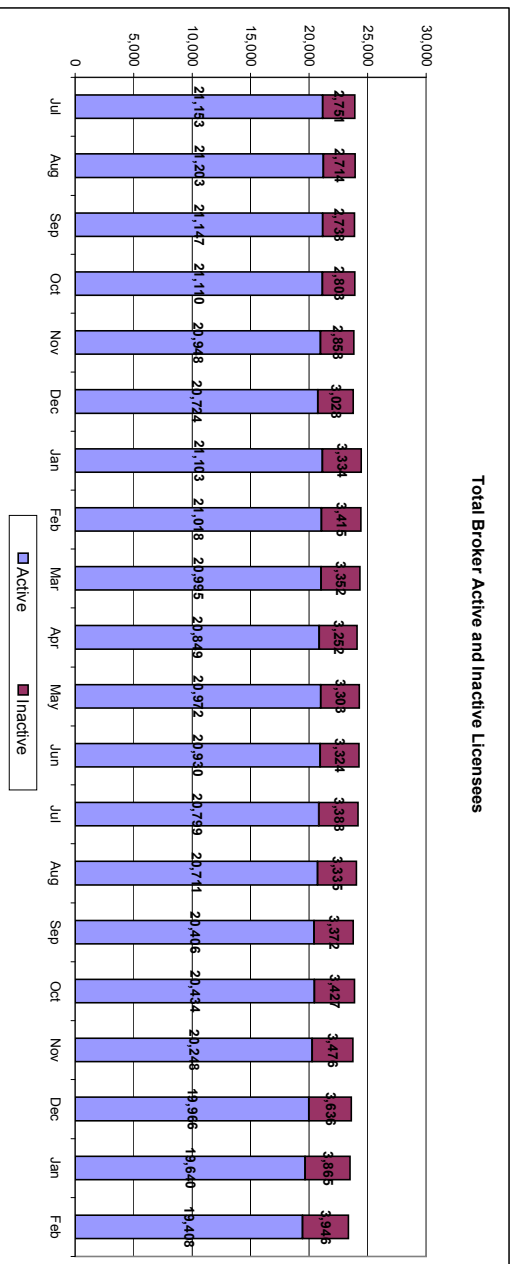 Total Broker Active and Inactive Licensees
30,000
25,000
20,000
15,000
10,000
5,000
0
2,751 2,714 2,738 2,808 2,858 3,028 3,334 3,415 3,352 3,252 3,308 3,324 3,388 3,335 3,372 3,427 3,476 3,636 3,865 3,946
21,153 21,203 21,147 21,110 20,948 20,724 21,103 21,018 20,995 20,849 20,972 20,930 20,799 20,711 20,406 20,434 20,248 19,966 19,640 19,408
Jul Aug Sep Oct Nov Dec Jan Feb Mar Apr May Jun Jul Aug Sep Oct Nov Dec Jan Feb
Active Inactive